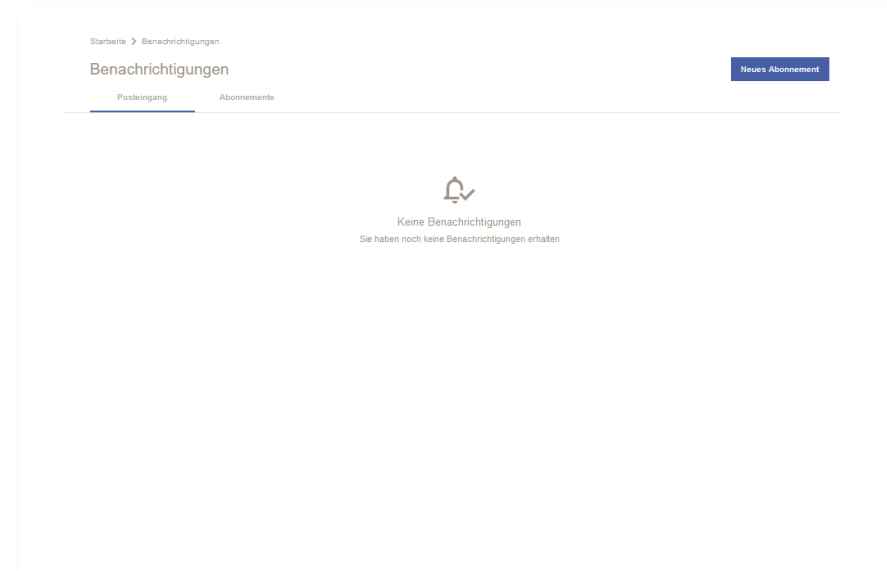 Startseite Benachrichtigungen
Benachrichtigungen
Neues Abonnement
Posteingang Abonnemente
Keine Benachrichtigungen
Sie haben noch keine Benachrichtigungen erhalten